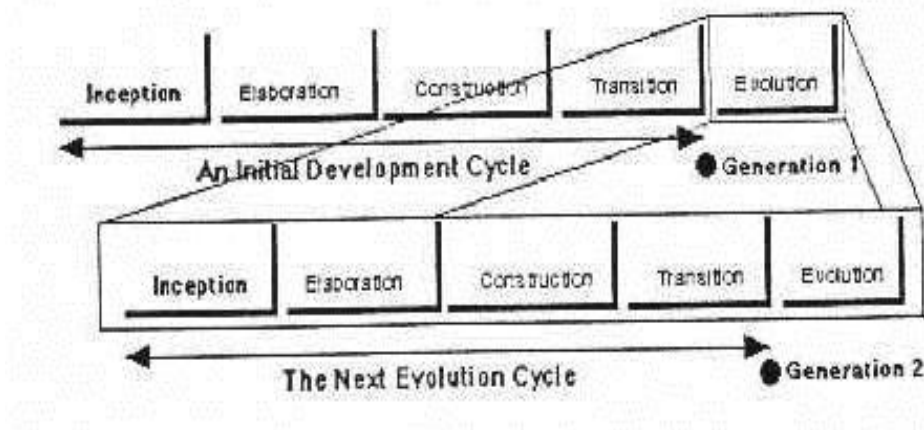 Inception Elaboration Construction Transition Evolution
An Initial Development Cycle
Generation 1
Inception Elaboration Construction Transition Evolution
The Next Evolution Cycle
Generation 2